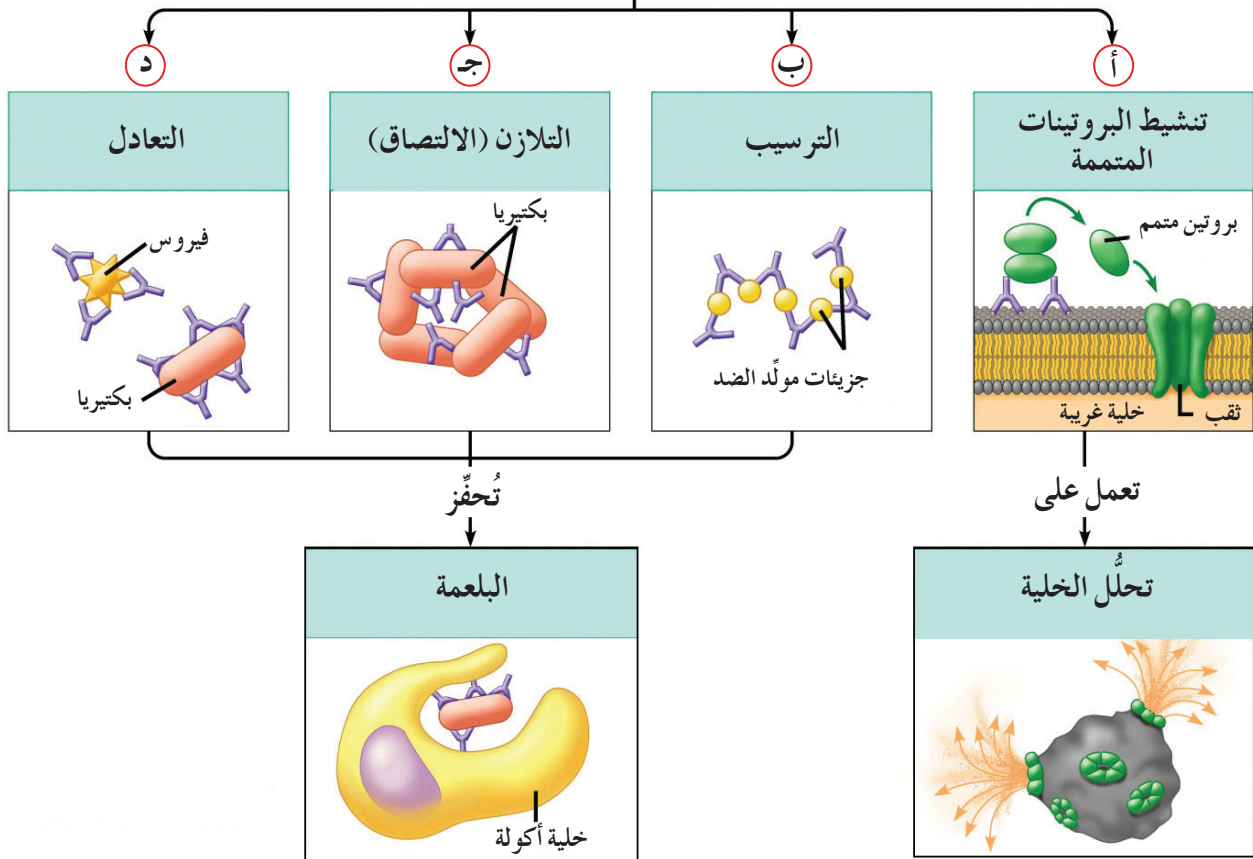 أ
تنشيط البروتينات
المتممة
بروتين متمم
ثقب
خلية غريبة
ب
الترسيب
جزيئات مولِّد الضد
جـ
التلازن (الالتصاق)
بكتيريا
د
التعادل
فيروس
بكتيريا
تعمل على
تحلُّل الخلية
تُحفِّز
البلعمة
خلية أكولة